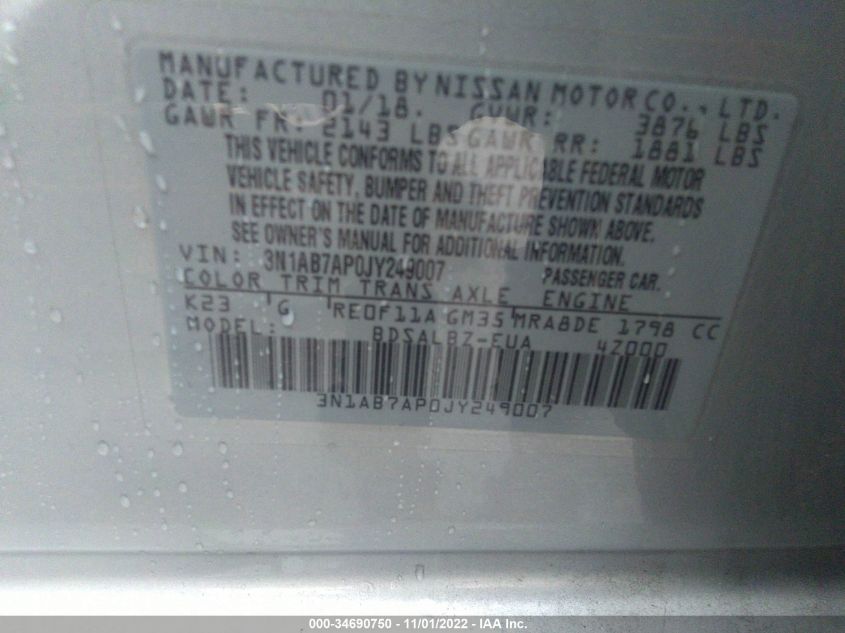 MANUFACTURED BY NISSAN MOTOR CO., LTD.
DATE: 01/18. GVWR: 3876 LBS
GAWR FR: 2143 LBS GAWR RR: 1881 LBS
THIS VEHICLE CONFORMS TO ALL APPLICABLE FEDERAL MOTOR
VEHICLE SAFETY, BUMPER AND THEFT PREVENTION STANDARDS
IN EFFECT ON THE DATE OF MANUFACTURE SHOWN ABOVE.
SEE OWNER'S MANUAL FOR ADDITIONAL INFORMATION.
VIN: 3N1AB7AP0JY249007 PASSENGER CAR.
COLOR TRIM TRANS AXLE ENGINE
K23 G RE0F11A GM35 MRA8DE 1798 CC
MODEL: BDSALBZ-EUA 4Z000
3N1AB7AP0JY249007
000-34690750 - 11/01/2022 - IAA Inc.